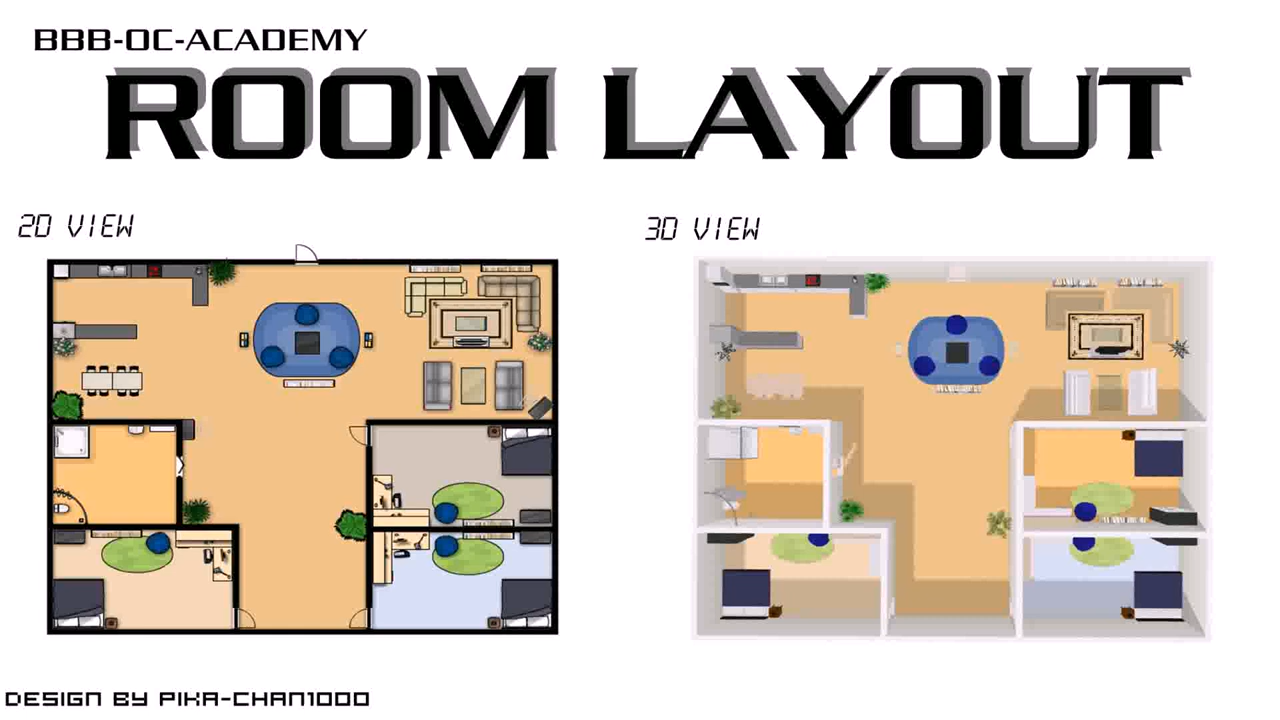 BBB-OC-ACADEMY
ROOM LAYOUT
2D VIEW
3D VIEW
DESIGN BY PIKA-CHAN1000